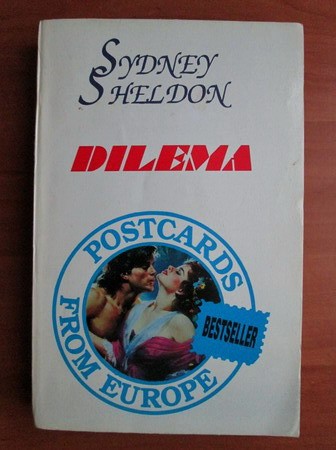 SYDNEY
SHELDON
DILEMA
POSTCARDS
FROM EUROPE
BESTSELLER